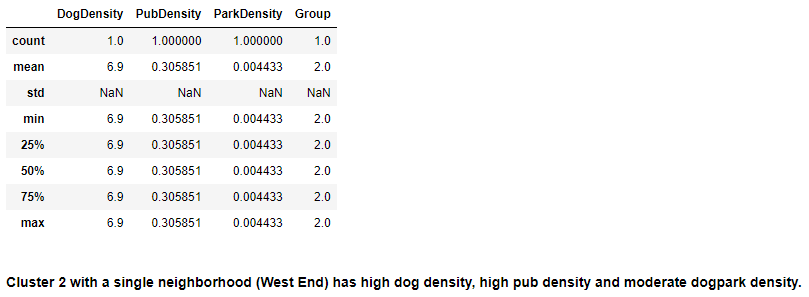 DogDensity PubDensity ParkDensity Group
count 1.0 1.000000 1.000000 1.0
mean 6.9 0.305851 0.004433 2.0
std NaN NaN NaN NaN
min 6.9 0.305851 0.004433 2.0
25% 6.9 0.305851 0.004433 2.0
50% 6.9 0.305851 0.004433 2.0
75% 6.9 0.305851 0.004433 2.0
max 6.9 0.305851 0.004433 2.0
Cluster 2 with a single neighborhood (West End) has high dog density, high pub density and moderate dogpark density.